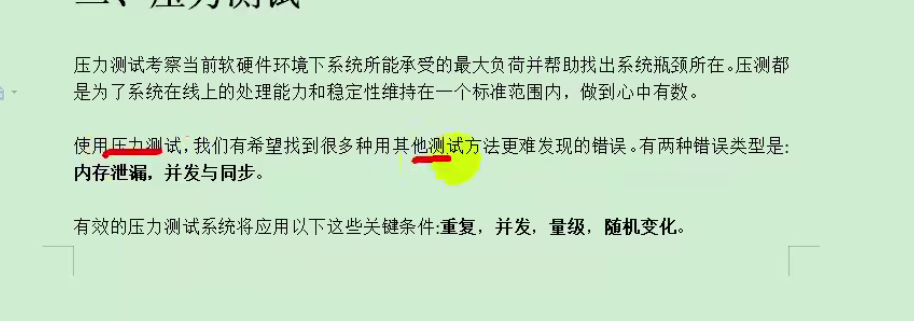 二、压力测试
压力测试考察当前软硬件环境下系统所能承受的最大负荷并帮助找出系统瓶颈所在。压测都
是为了系统在线上的处理能力和稳定性维持在一个标准范围内，做到心中有数。
使用压力测试，我们有希望找到很多种用其他测试方法更难发现的错误。有两种错误类型是:
内存泄漏，并发与同步。
有效的压力测试系统将应用以下这些关键条件:重复，并发，量级，随机变化。